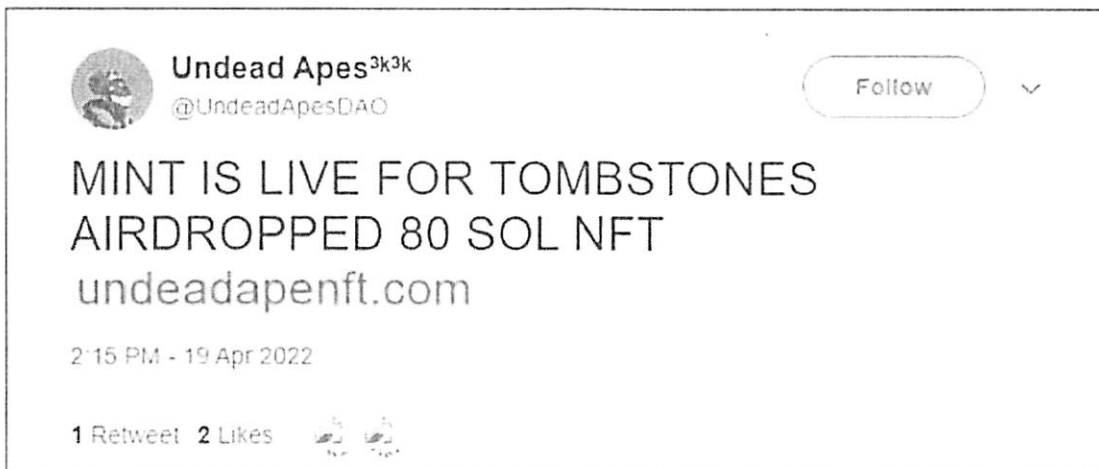 Undead Apes³ᵏ³ᵏ
@UndeadApesDAO
Follow
MINT IS LIVE FOR TOMBSTONES
AIRDROPPED 80 SOL NFT
undeadapenft.com
2:15 PM - 19 Apr 2022
1 Retweet 2 Likes